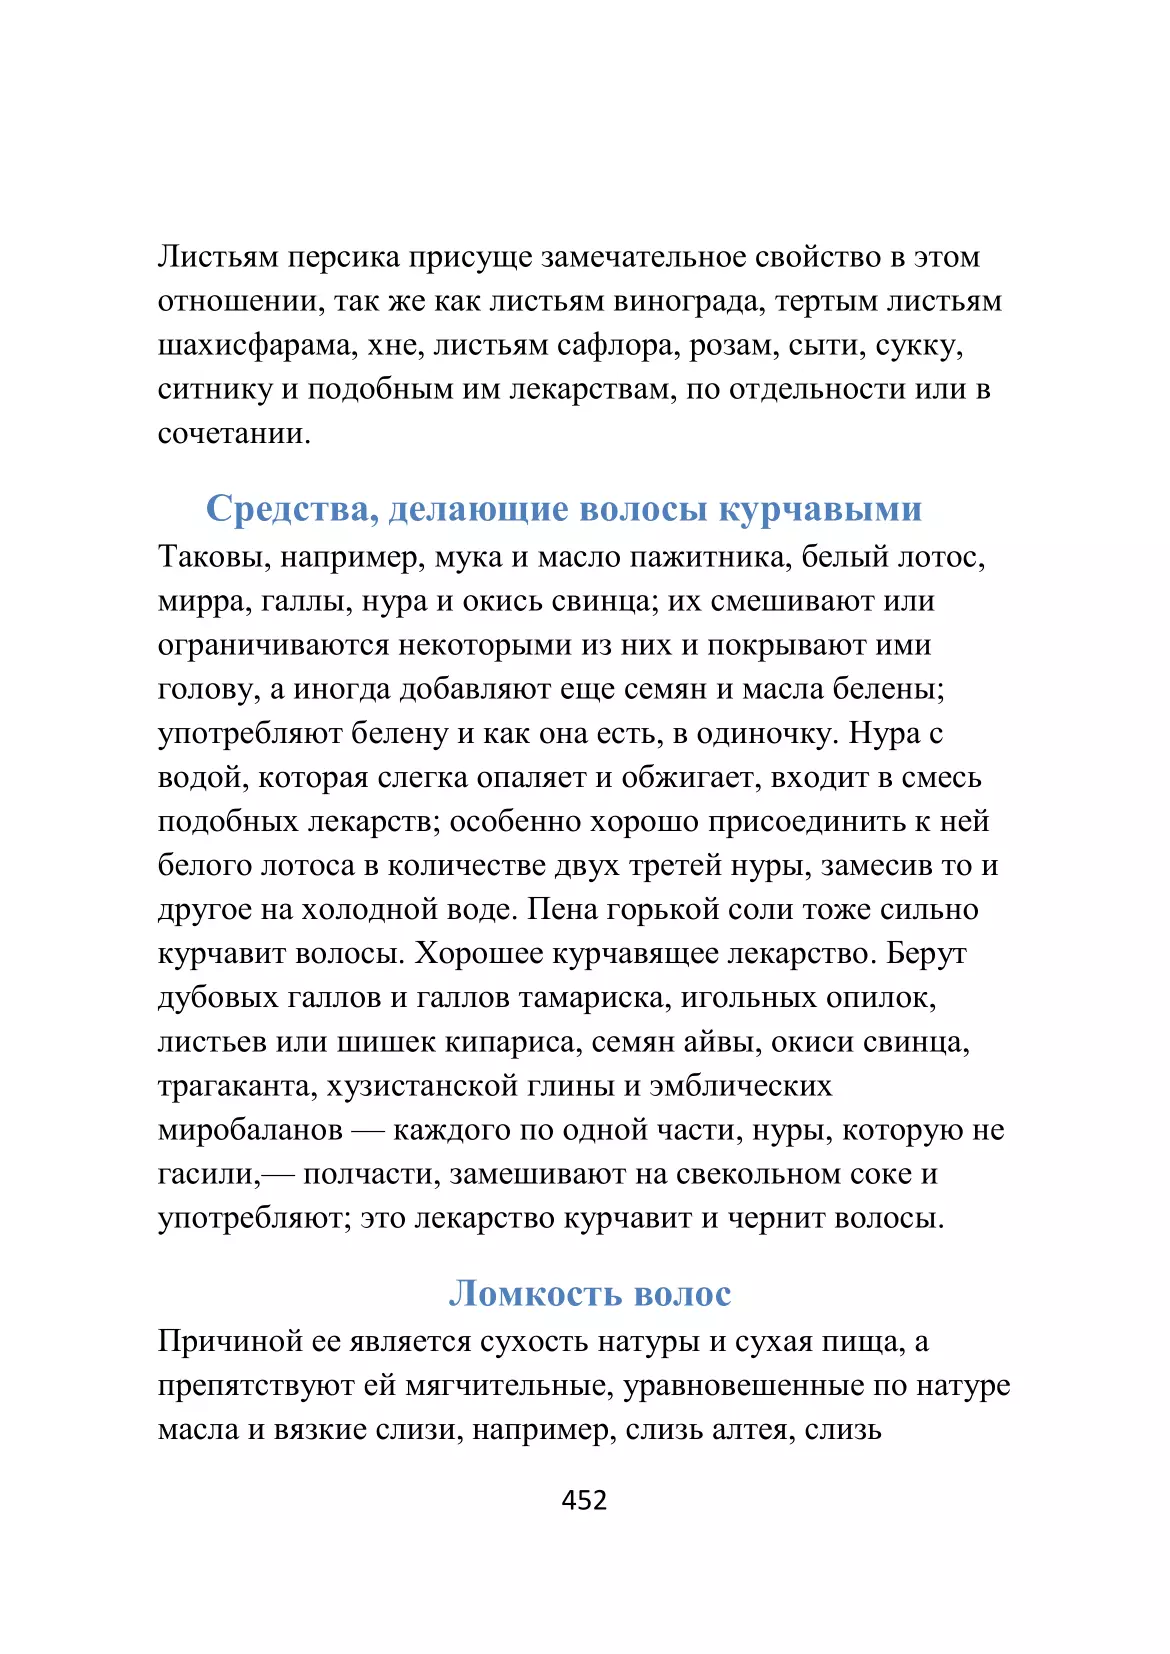 Листьям персика присуще замечательное свойство в этом
отношении, так же как листьям винограда, тертым листьям
шахисфарама, хне, листьям сафлора, розам, сыти, сукку,
ситнику и подобным им лекарствам, по отдельности или в
сочетании.
Средства, делающие волосы курчавыми
Таковы, например, мука и масло пажитника, белый лотос,
мирра, галлы, нура и окись свинца; их смешивают или
ограничиваются некоторыми из них и покрывают ими
голову, а иногда добавляют еще семян и масла белены;
употребляют белену и как она есть, в одиночку. Нура с
водой, которая слегка опаляет и обжигает, входит в смесь
подобных лекарств; особенно хорошо присоединить к ней
белого лотоса в количестве двух третей нуры, замесив то и
другое на холодной воде. Пена горькой соли тоже сильно
курчавит волосы. Хорошее курчавящее лекарство. Берут
дубовых галлов и галлов тамариска, игольных опилок,
листьев или шишек кипариса, семян айвы, окиси свинца,
трагаканта, хузистанской глины и эмблических
миробаланов — каждого по одной части, нуры, которую не
гасили,— полчасти, замешивают на свекольном соке и
употребляют; это лекарство курчавит и чернит волосы.
Ломкость волос
Причиной ее является сухость натуры и сухая пища, а
препятствуют ей мягчительные, уравновешенные по натуре
масла и вязкие слизи, например, слизь алтея, слизь
452